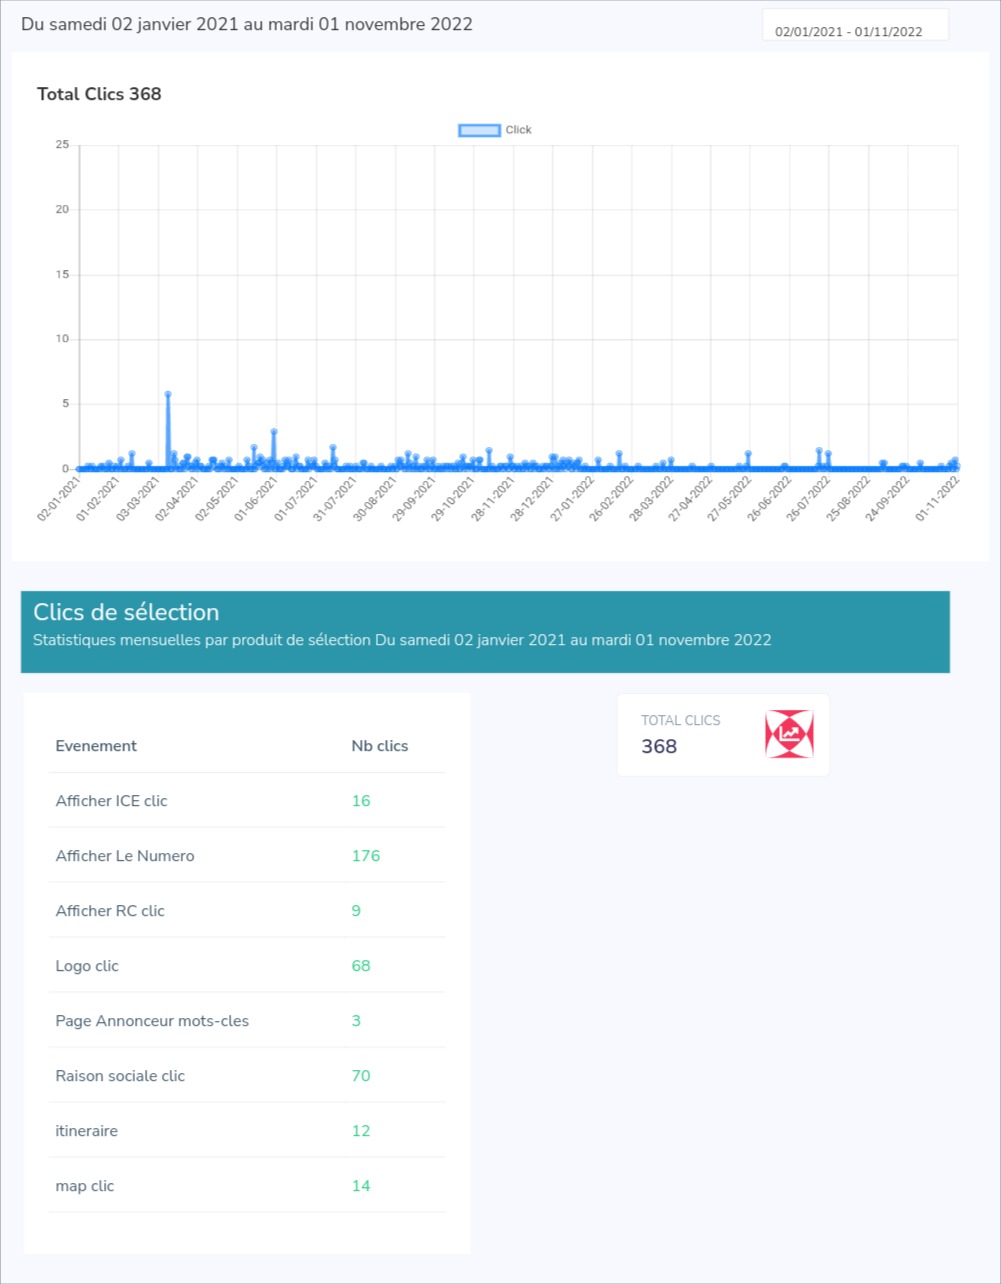 Du samedi 02 janvier 2021 au mardi 01 novembre 2022
02/01/2021 - 01/11/2022
Total Clics 368
Click
25
20
15
10
5
0
02-01-2021
01-02-2021
03-03-2021
02-04-2021
02-05-2021
01-06-2021
01-07-2021
31-07-2021
30-08-2021
29-09-2021
29-10-2021
28-11-2021
28-12-2021
27-01-2022
26-02-2022
28-03-2022
27-04-2022
27-05-2022
26-06-2022
26-07-2022
25-08-2022
24-09-2022
01-11-2022
Clics de sélection
Statistiques mensuelles par produit de sélection Du samedi 02 janvier 2021 au mardi 01 novembre 2022
TOTAL CLICS
368
Evenement Nb clics
Afficher ICE clic 16
Afficher Le Numero 176
Afficher RC clic 9
Logo clic 68
Page Annonceur mots-cles 3
Raison sociale clic 70
itineraire 12
map clic 14